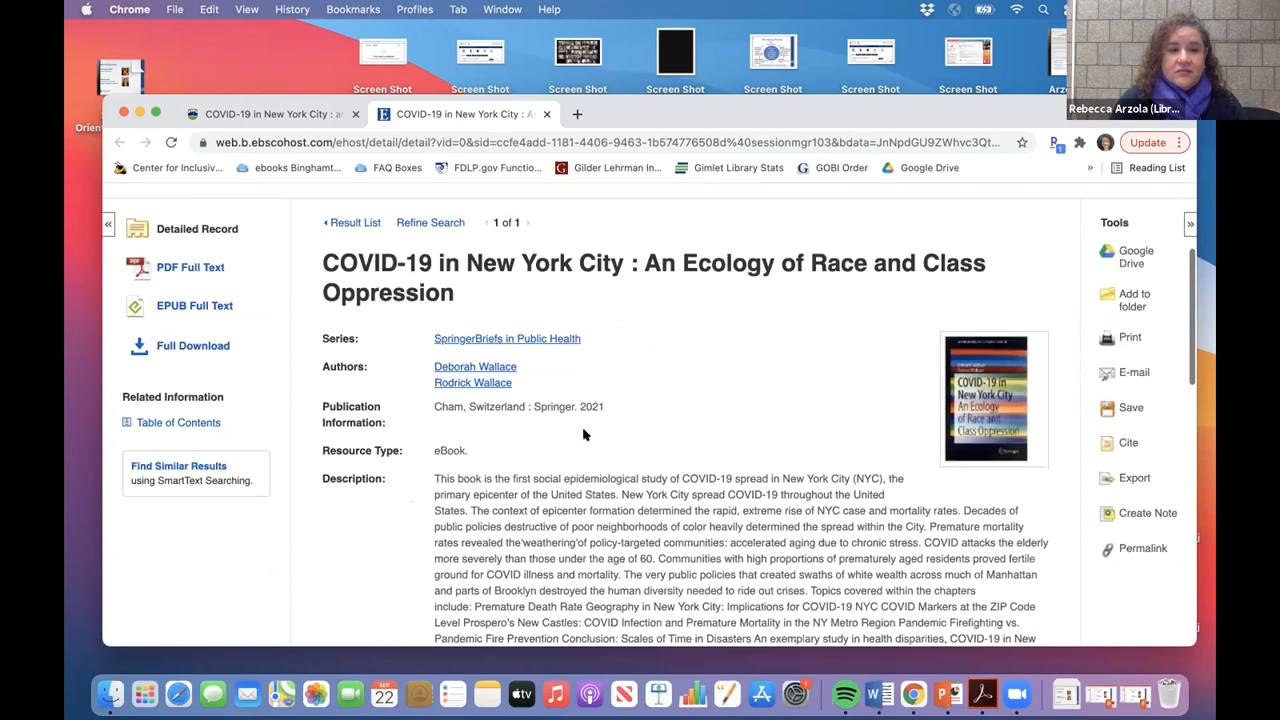 Chrome File Edit View History Bookmarks Profiles Tab Window Help
Screen Shot Screen Shot Screen Shot Screen Shot Screen Shot Screen Shot Screen Shot
Rebecca Arzola (Libr...
COVID-19 in New York City : a COVID-19 in New York City : A
web.b.ebscohost.com/ehost/detail/detail?vid=0&sid=ccfe4add-1181-4406-9463-1b574776508d%40sessionmgr103&bdata=JnNpdGU9ZWhvc3Qt...
Update
Center for Inclusiv... ebooks Binghamt... FAQ Boxes FDLP.gov Functio... Gilder Lehrman In... Gimlet Library Stats GOBI Order Google Drive » Reading List
Detailed Record
PDF Full Text
EPUB Full Text
Full Download
Related Information
Table of Contents
Find Similar Results
using SmartText Searching.
Result List Refine Search 1 of 1
COVID-19 in New York City : An Ecology of Race and Class
Oppression
Series: SpringerBriefs in Public Health
Authors: Deborah Wallace
Rodrick Wallace
Publication Cham, Switzerland : Springer. 2021
Information:
Resource Type: eBook.
Description: This book is the first social epidemiological study of COVID-19 spread in New York City (NYC), the
primary epicenter of the United States. New York City spread COVID-19 throughout the United
States. The context of epicenter formation determined the rapid, extreme rise of NYC case and mortality rates. Decades of
public policies destructive of poor neighborhoods of color heavily determined the spread within the City. Premature mortality
rates revealed the'weathering'of policy-targeted communities: accelerated aging due to chronic stress. COVID attacks the elderly
more severely than those under the age of 60. Communities with high proportions of prematurely aged residents proved fertile
ground for COVID illness and mortality. The very public policies that created swaths of white wealth across much of Manhattan
and parts of Brooklyn destroyed the human diversity needed to ride out crises. Topics covered within the chapters
include: Premature Death Rate Geography in New York City: Implications for COVID-19 NYC COVID Markers at the ZIP Code
Level Prospero's New Castles: COVID Infection and Premature Mortality in the NY Metro Region Pandemic Firefighting vs.
Pandemic Fire Prevention Conclusion: Scales of Time in Disasters An exemplary study in health disparities, COVID-19 in New
COVID-19 in
New York City
An Ecology
of Race and
Class Oppression
Tools
Google
Drive
Add to
folder
Print
E-mail
Save
Cite
Export
Create Note
Permalink
SEP
22
tv